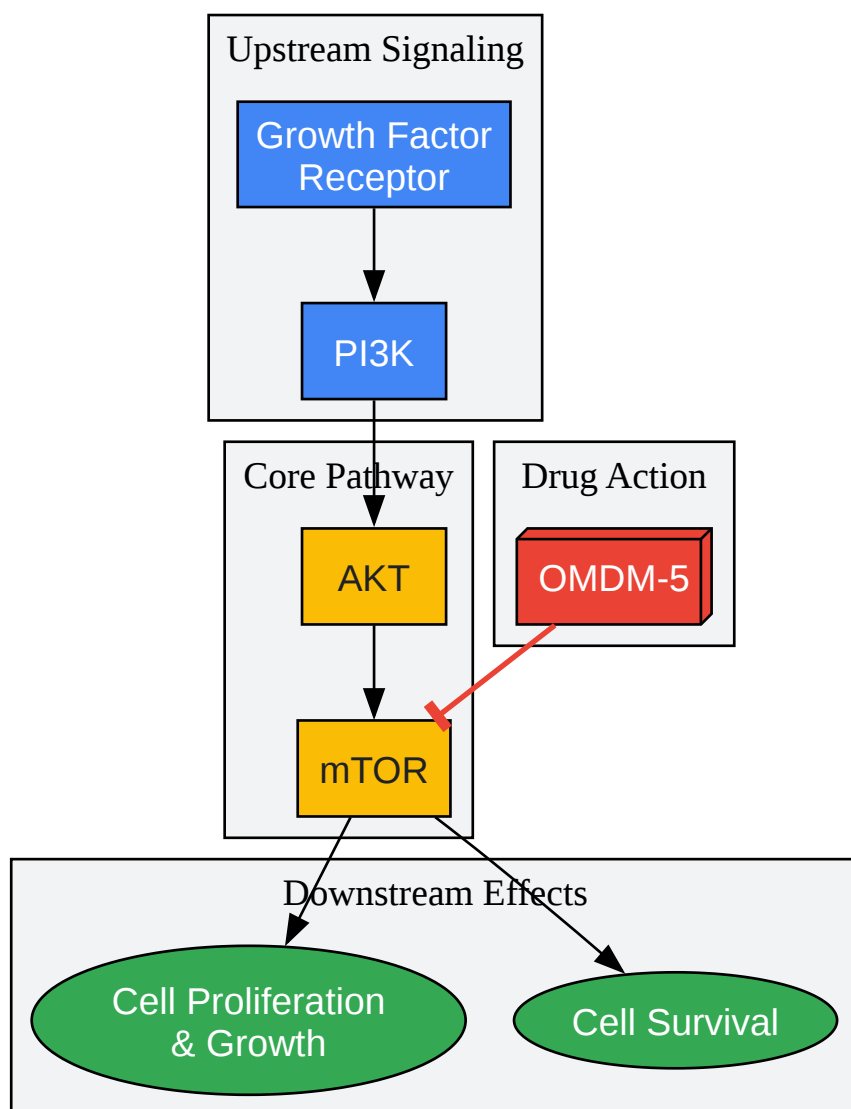 Upstream Signaling
Growth Factor
Receptor
PI3K
Core Pathway
Drug Action
AKT
OMDM-5
mTOR
Downstream Effects
Cell Proliferation
& Growth
Cell Survival